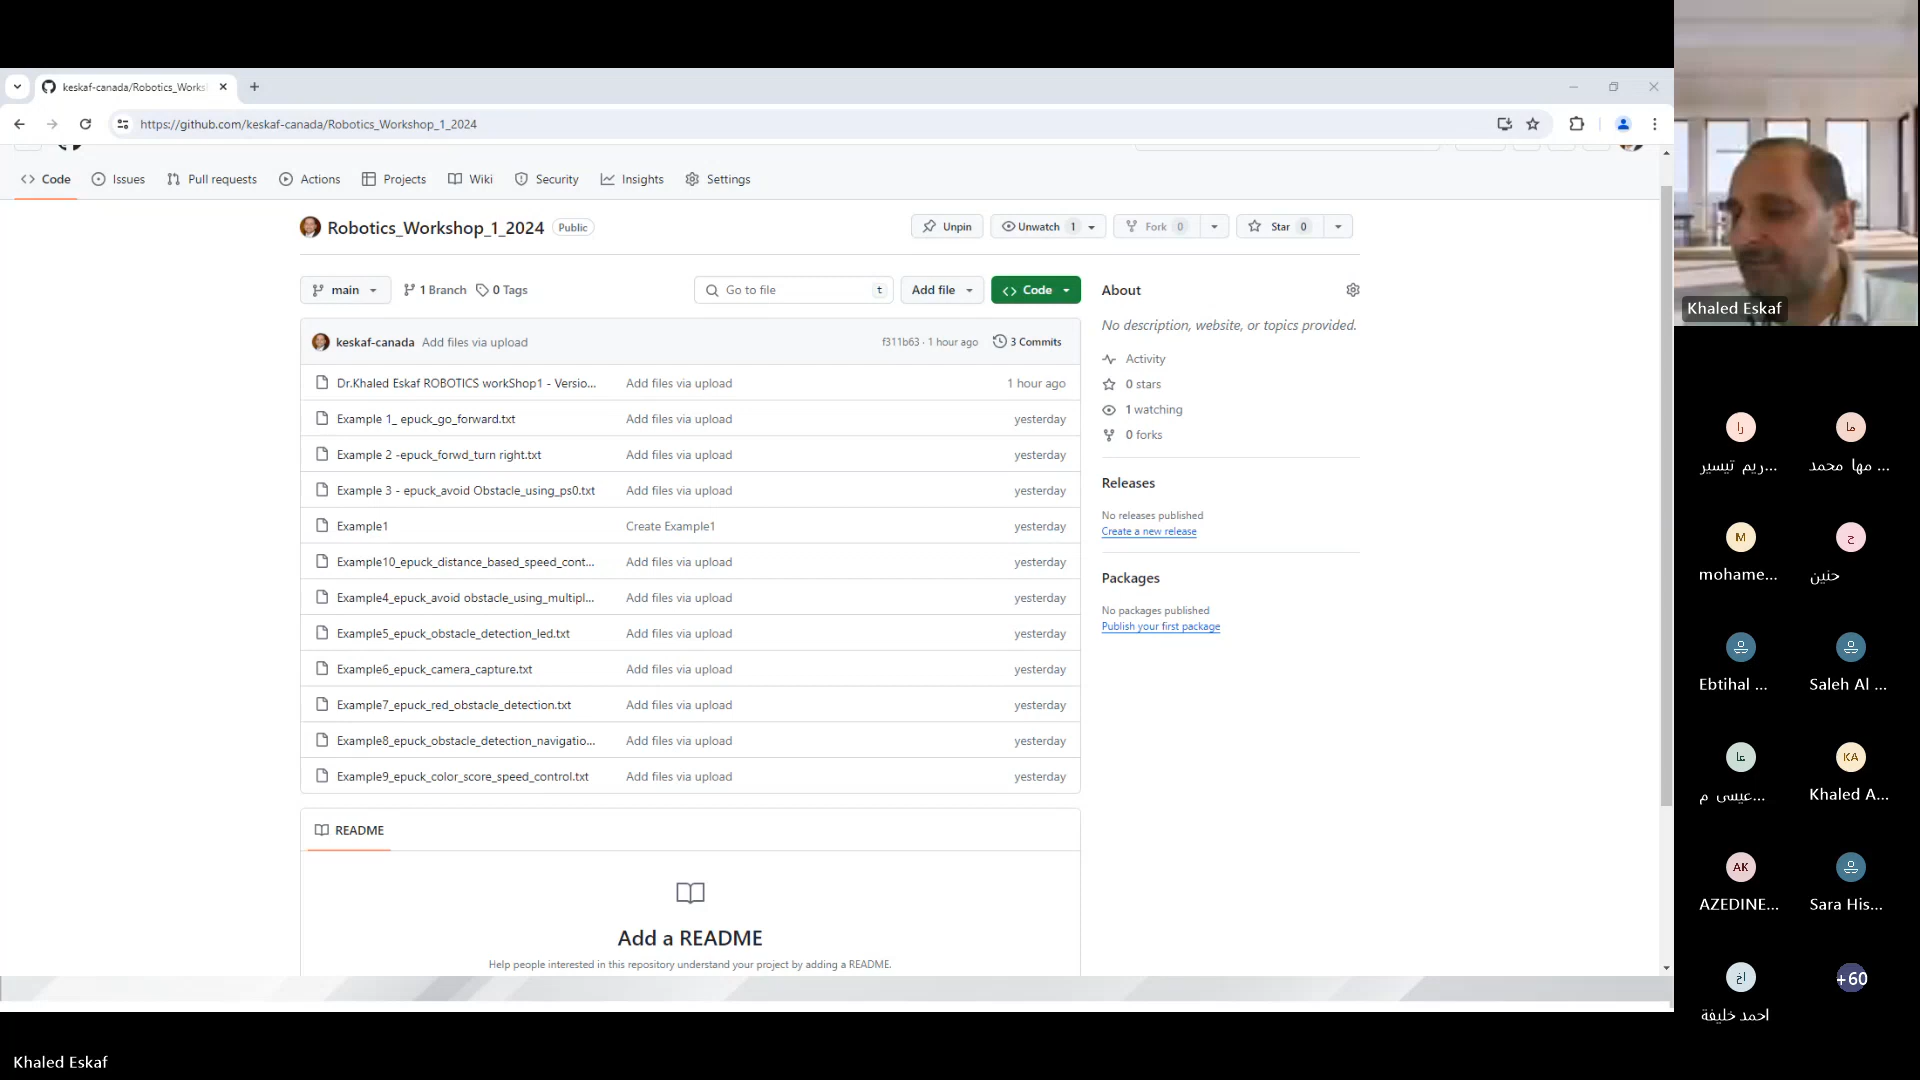 keskaf-canada/Robotics_Works
https://github.com/keskaf-canada/Robotics_Workshop_1_2024
Code
Issues
Pull requests
Actions
Projects
Wiki
Security
Insights
Settings
Robotics_Workshop_1_2024
Public
Unpin
Unwatch 1
Fork 0
Star 0
main
1 Branch
0 Tags
Go to file
t
Add file
Code
keskaf-canada Add files via upload f311b63 · 1 hour ago 3 Commits
Dr.Khaled Eskaf ROBOTICS workShop1 - Versio... Add files via upload 1 hour ago
Example 1_ epuck_go_forward.txt Add files via upload yesterday
Example 2 -epuck_forwd_turn right.txt Add files via upload yesterday
Example 3 - epuck_avoid Obstacle_using_ps0.txt Add files via upload yesterday
Example1 Create Example1 yesterday
Example10_epuck_distance_based_speed_cont... Add files via upload yesterday
Example4_epuck_avoid obstacle_using_multipl... Add files via upload yesterday
Example5_epuck_obstacle_detection_led.txt Add files via upload yesterday
Example6_epuck_camera_capture.txt Add files via upload yesterday
Example7_epuck_red_obstacle_detection.txt Add files via upload yesterday
Example8_epuck_obstacle_detection_navigatio... Add files via upload yesterday
Example9_epuck_color_score_speed_control.txt Add files via upload yesterday
README
Add a README
Help people interested in this repository understand your project by adding a README.
About
No description, website, or topics provided.
Activity
0 stars
1 watching
0 forks
Releases
No releases published
Create a new release
Packages
No packages published
Publish your first package
Khaled Eskaf
را
ما
ريم تيسير...
مها محمد ...
M
ح
mohame...
حنين
Ebtihal ...
Saleh Al ...
عا
KA
عيسى م...
Khaled A...
AK
AZEDINE...
Sara His...
اخ
+60
احمد خليفة
Khaled Eskaf